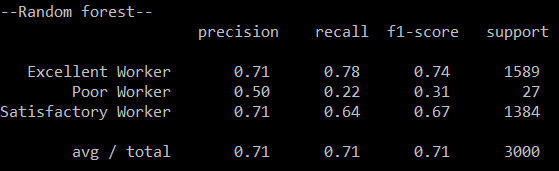 --Random forest--
precision recall f1-score support
Excellent Worker 0.71 0.78 0.74 1589
Poor Worker 0.50 0.22 0.31 27
Satisfactory Worker 0.71 0.64 0.67 1384
avg / total 0.71 0.71 0.71 3000